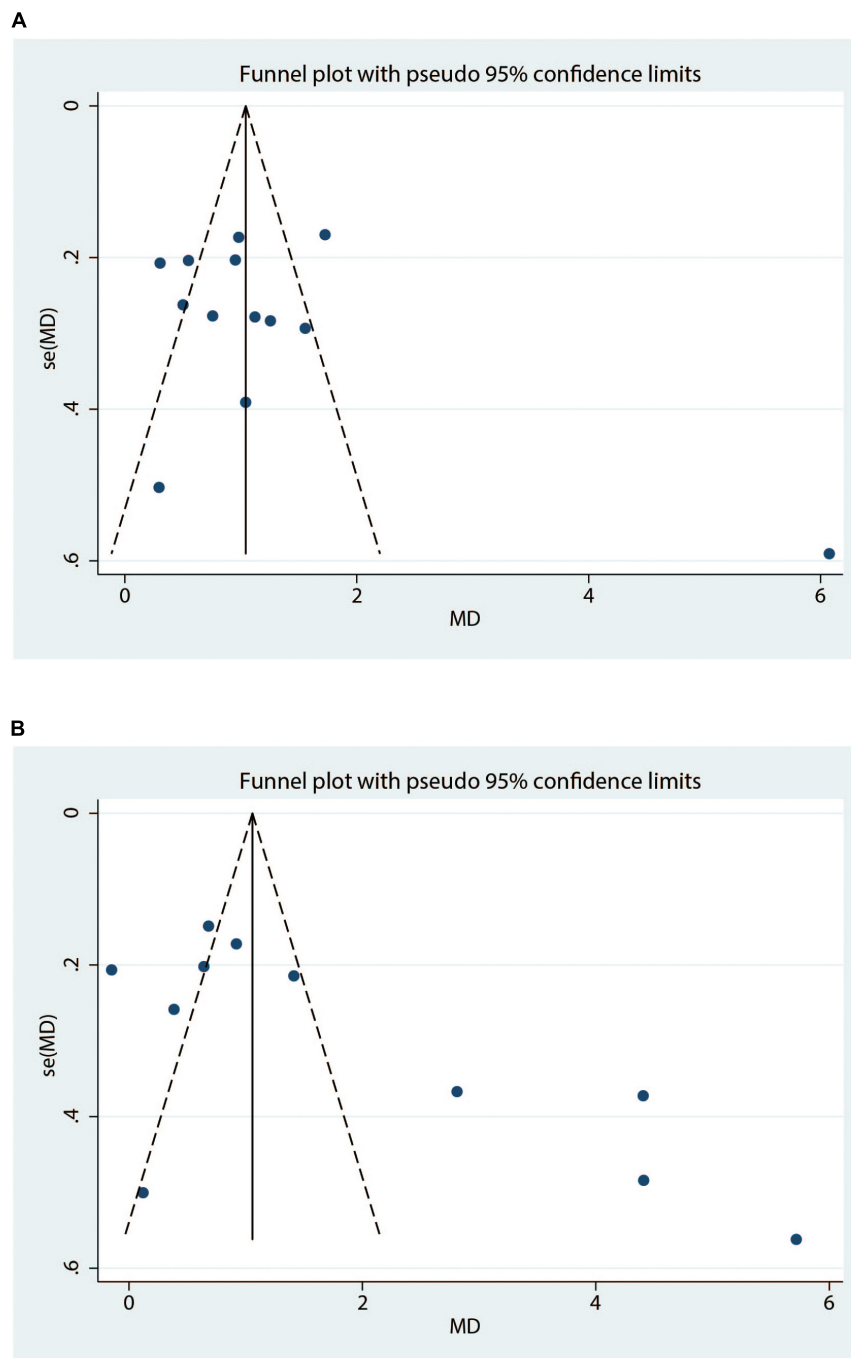 A
Funnel plot with pseudo 95% confidence limits
0
.2
.4
.6
se(MD)
0 2 4 6
MD
B
Funnel plot with pseudo 95% confidence limits
0
.2
.4
.6
se(MD)
0 2 4 6
MD